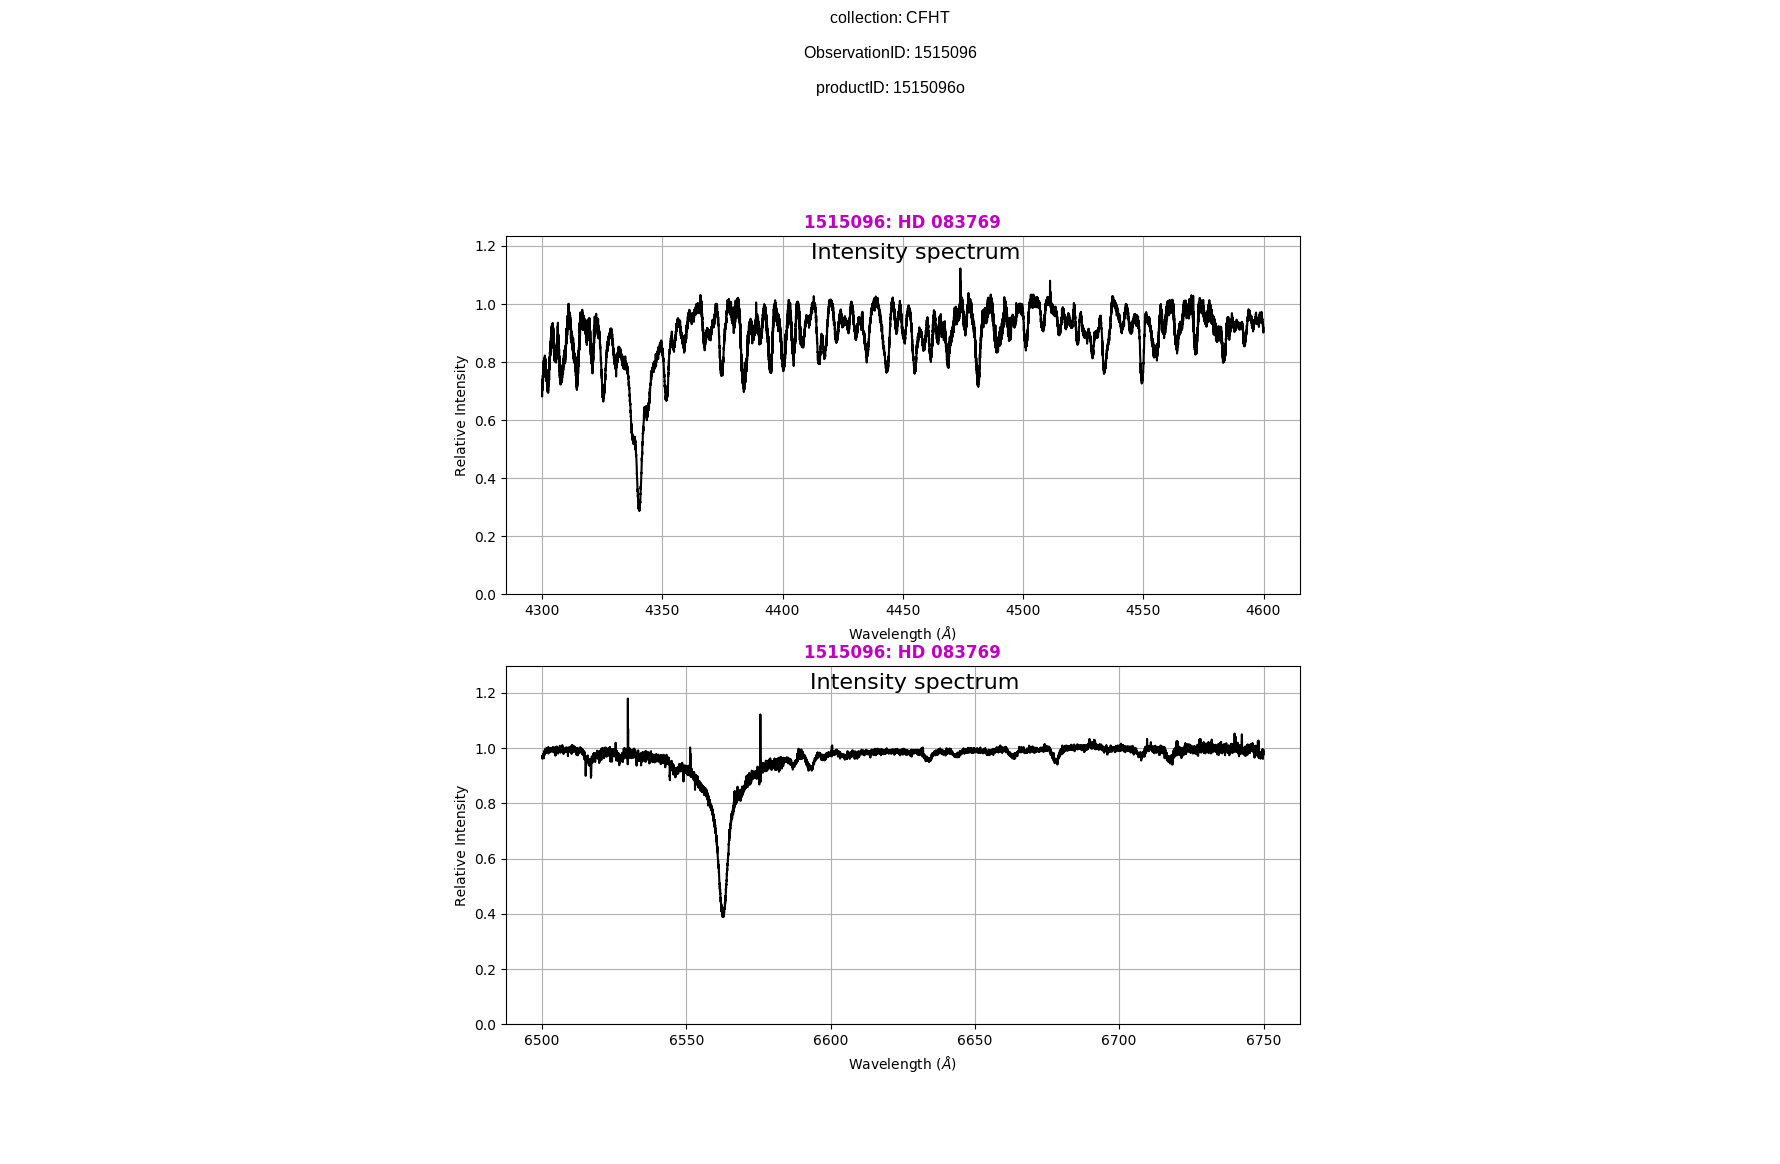 collection: CFHT
ObservationID: 1515096
productID: 1515096o
1515096: HD 083769
Intensity spectrum
1.2
1.0
0.8
0.6
0.4
0.2
0.0
Relative Intensity
4300 4350 4400 4450 4500 4550 4600
Wavelength (Å)
1515096: HD 083769
Intensity spectrum
1.2
1.0
0.8
0.6
0.4
0.2
0.0
Relative Intensity
6500 6550 6600 6650 6700 6750
Wavelength (Å)